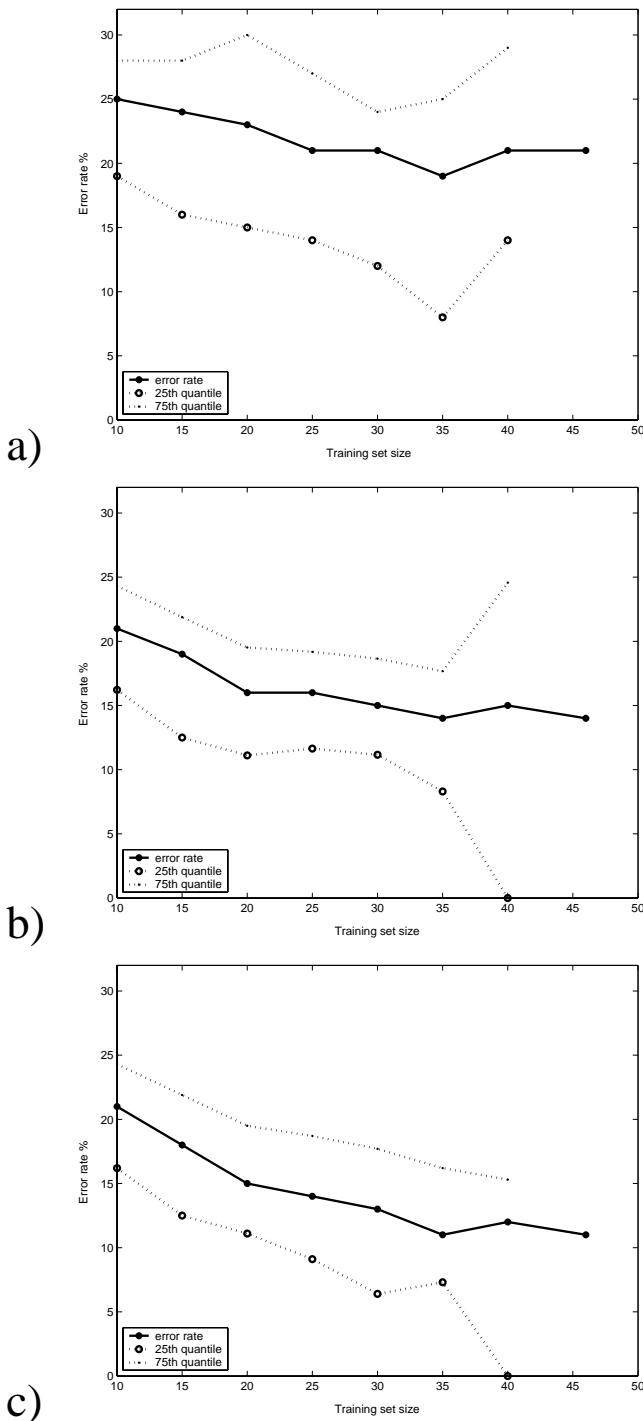 30
25
20
15
10
5
0
Error rate %
error rate
25th quantile
75th quantile
10 15 20 25 30 35 40 45 50
Training set size
a)
30
25
20
15
10
5
0
Error rate %
error rate
25th quantile
75th quantile
10 15 20 25 30 35 40 45 50
Training set size
b)
30
25
20
15
10
5
0
Error rate %
error rate
25th quantile
75th quantile
10 15 20 25 30 35 40 45 50
Training set size
c)